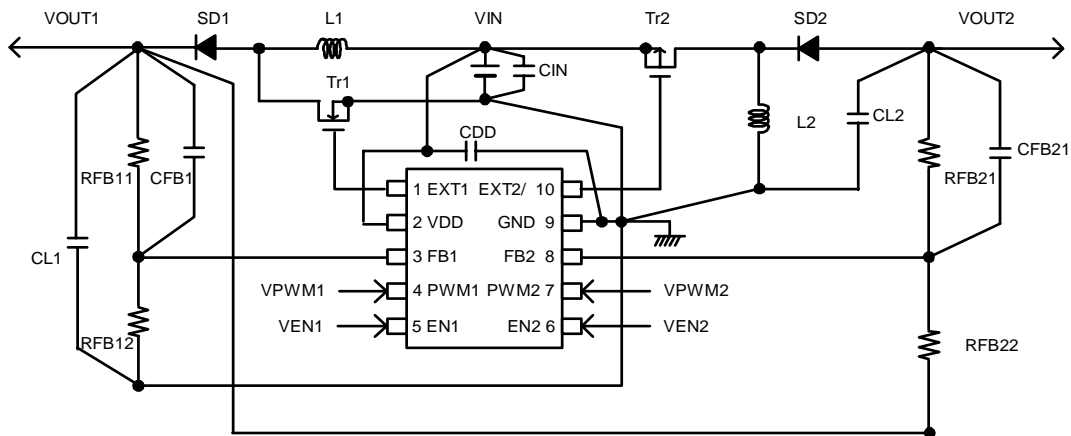 VOUT1 SD1 L1 VIN SD2 VOUT2
CIN
Tr2
Tr1
CDD
L2
CL2
CFB21
RFB11 CFB1
RFB21
1 EXT1 EXT2/ 10
2 VDD GND 9
3 FB1 FB2 8
4 PWM1 PWM2 7
5 EN1 EN2 6
CL1
VPWM1
VPWM2
VEN1
VEN2
RFB12
RFB22